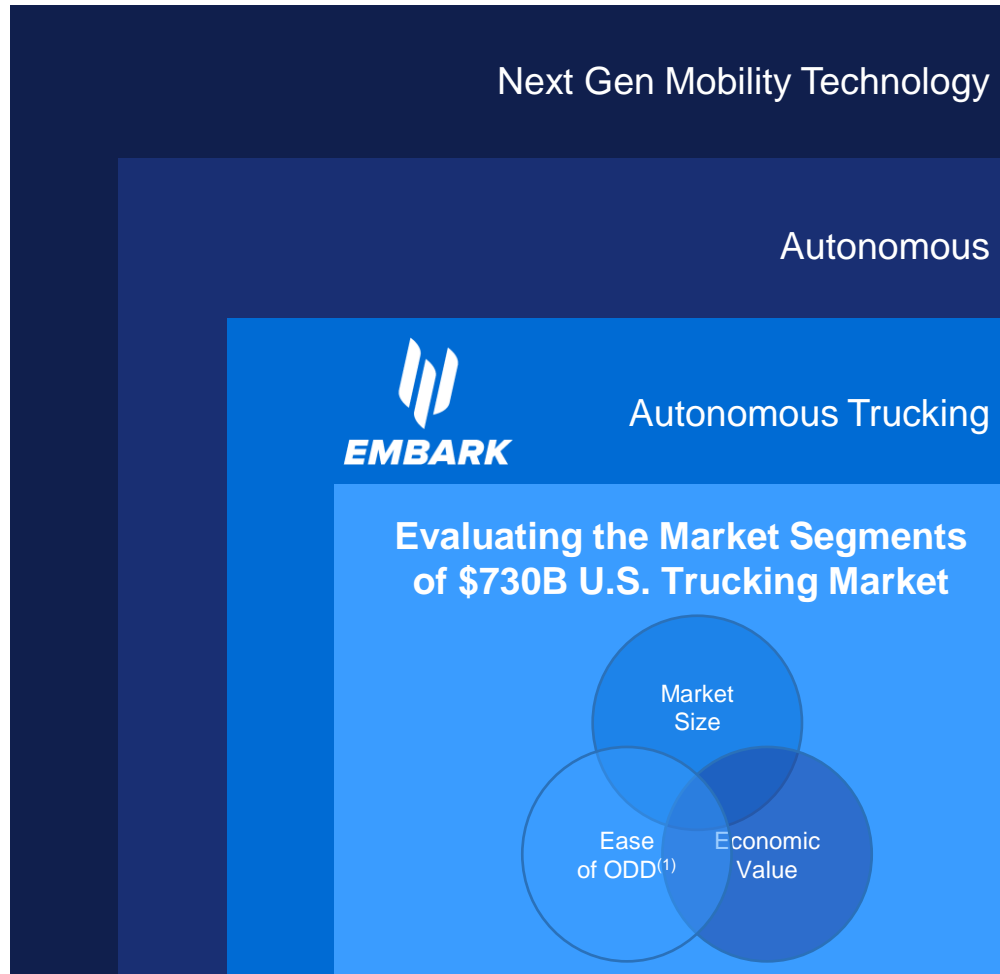 Next Gen Mobility Technology
Autonomous
EMBARK
Autonomous Trucking
Evaluating the Market Segments
of $730B U.S. Trucking Market
Market
Size
Ease
of ODD(1)
Economic
Value